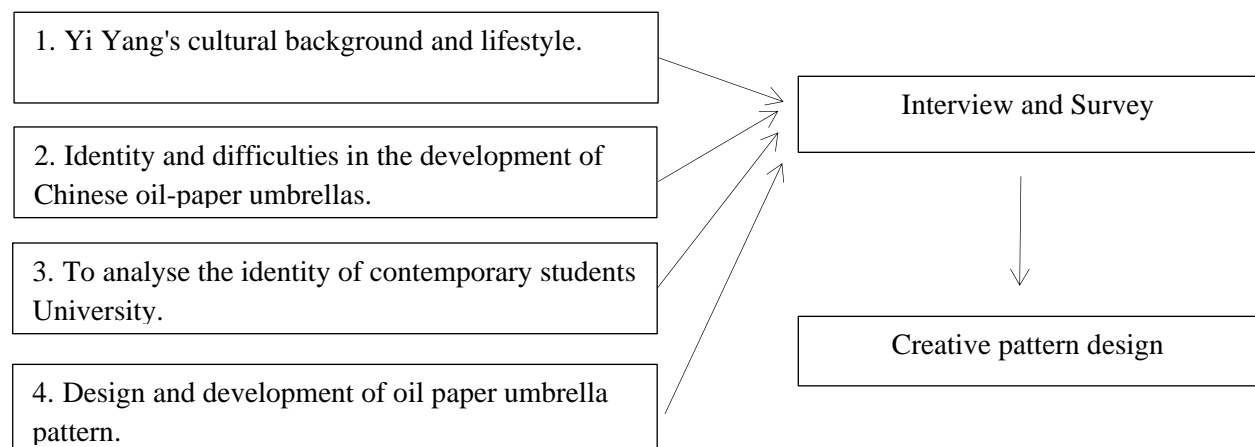 1. Yi Yang's cultural background and lifestyle.
2. Identity and difficulties in the development of
Chinese oil-paper umbrellas.
3. To analyse the identity of contemporary students
University.
4. Design and development of oil paper umbrella
pattern.
Interview and Survey
Creative pattern design